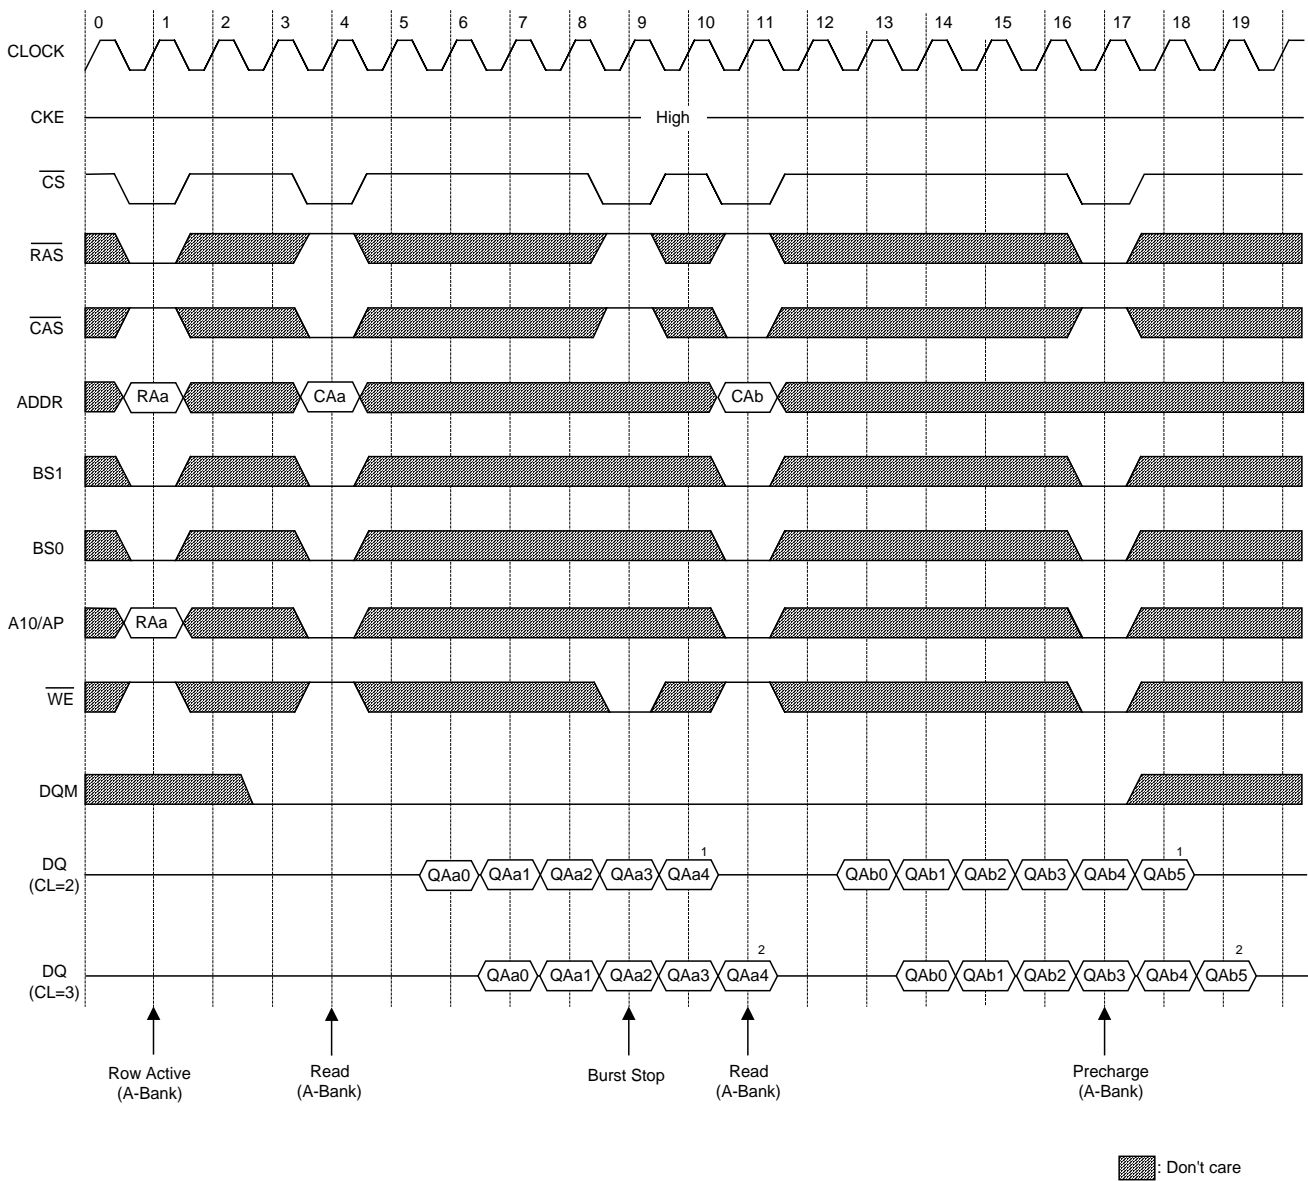 0 1 2 3 4 5 6 7 8 9 10 11 12 13 14 15 16 17 18 19
CLOCK
CKE High
CS
RAS
CAS
ADDR RAa CAa CAb
BS1
BS0
A10/AP RAa
WE
DQM
DQ
(CL=2)
QAa0 QAa1 QAa2 QAa3 QAa4 1 QAb0 QAb1 QAb2 QAb3 QAb4 QAb5 1
DQ
(CL=3)
QAa0 QAa1 QAa2 QAa3 QAa4 2 QAb0 QAb1 QAb2 QAb3 QAb4 QAb5 2
Row Active
(A-Bank)
Read
(A-Bank)
Burst Stop
Read
(A-Bank)
Precharge
(A-Bank)
: Don't care